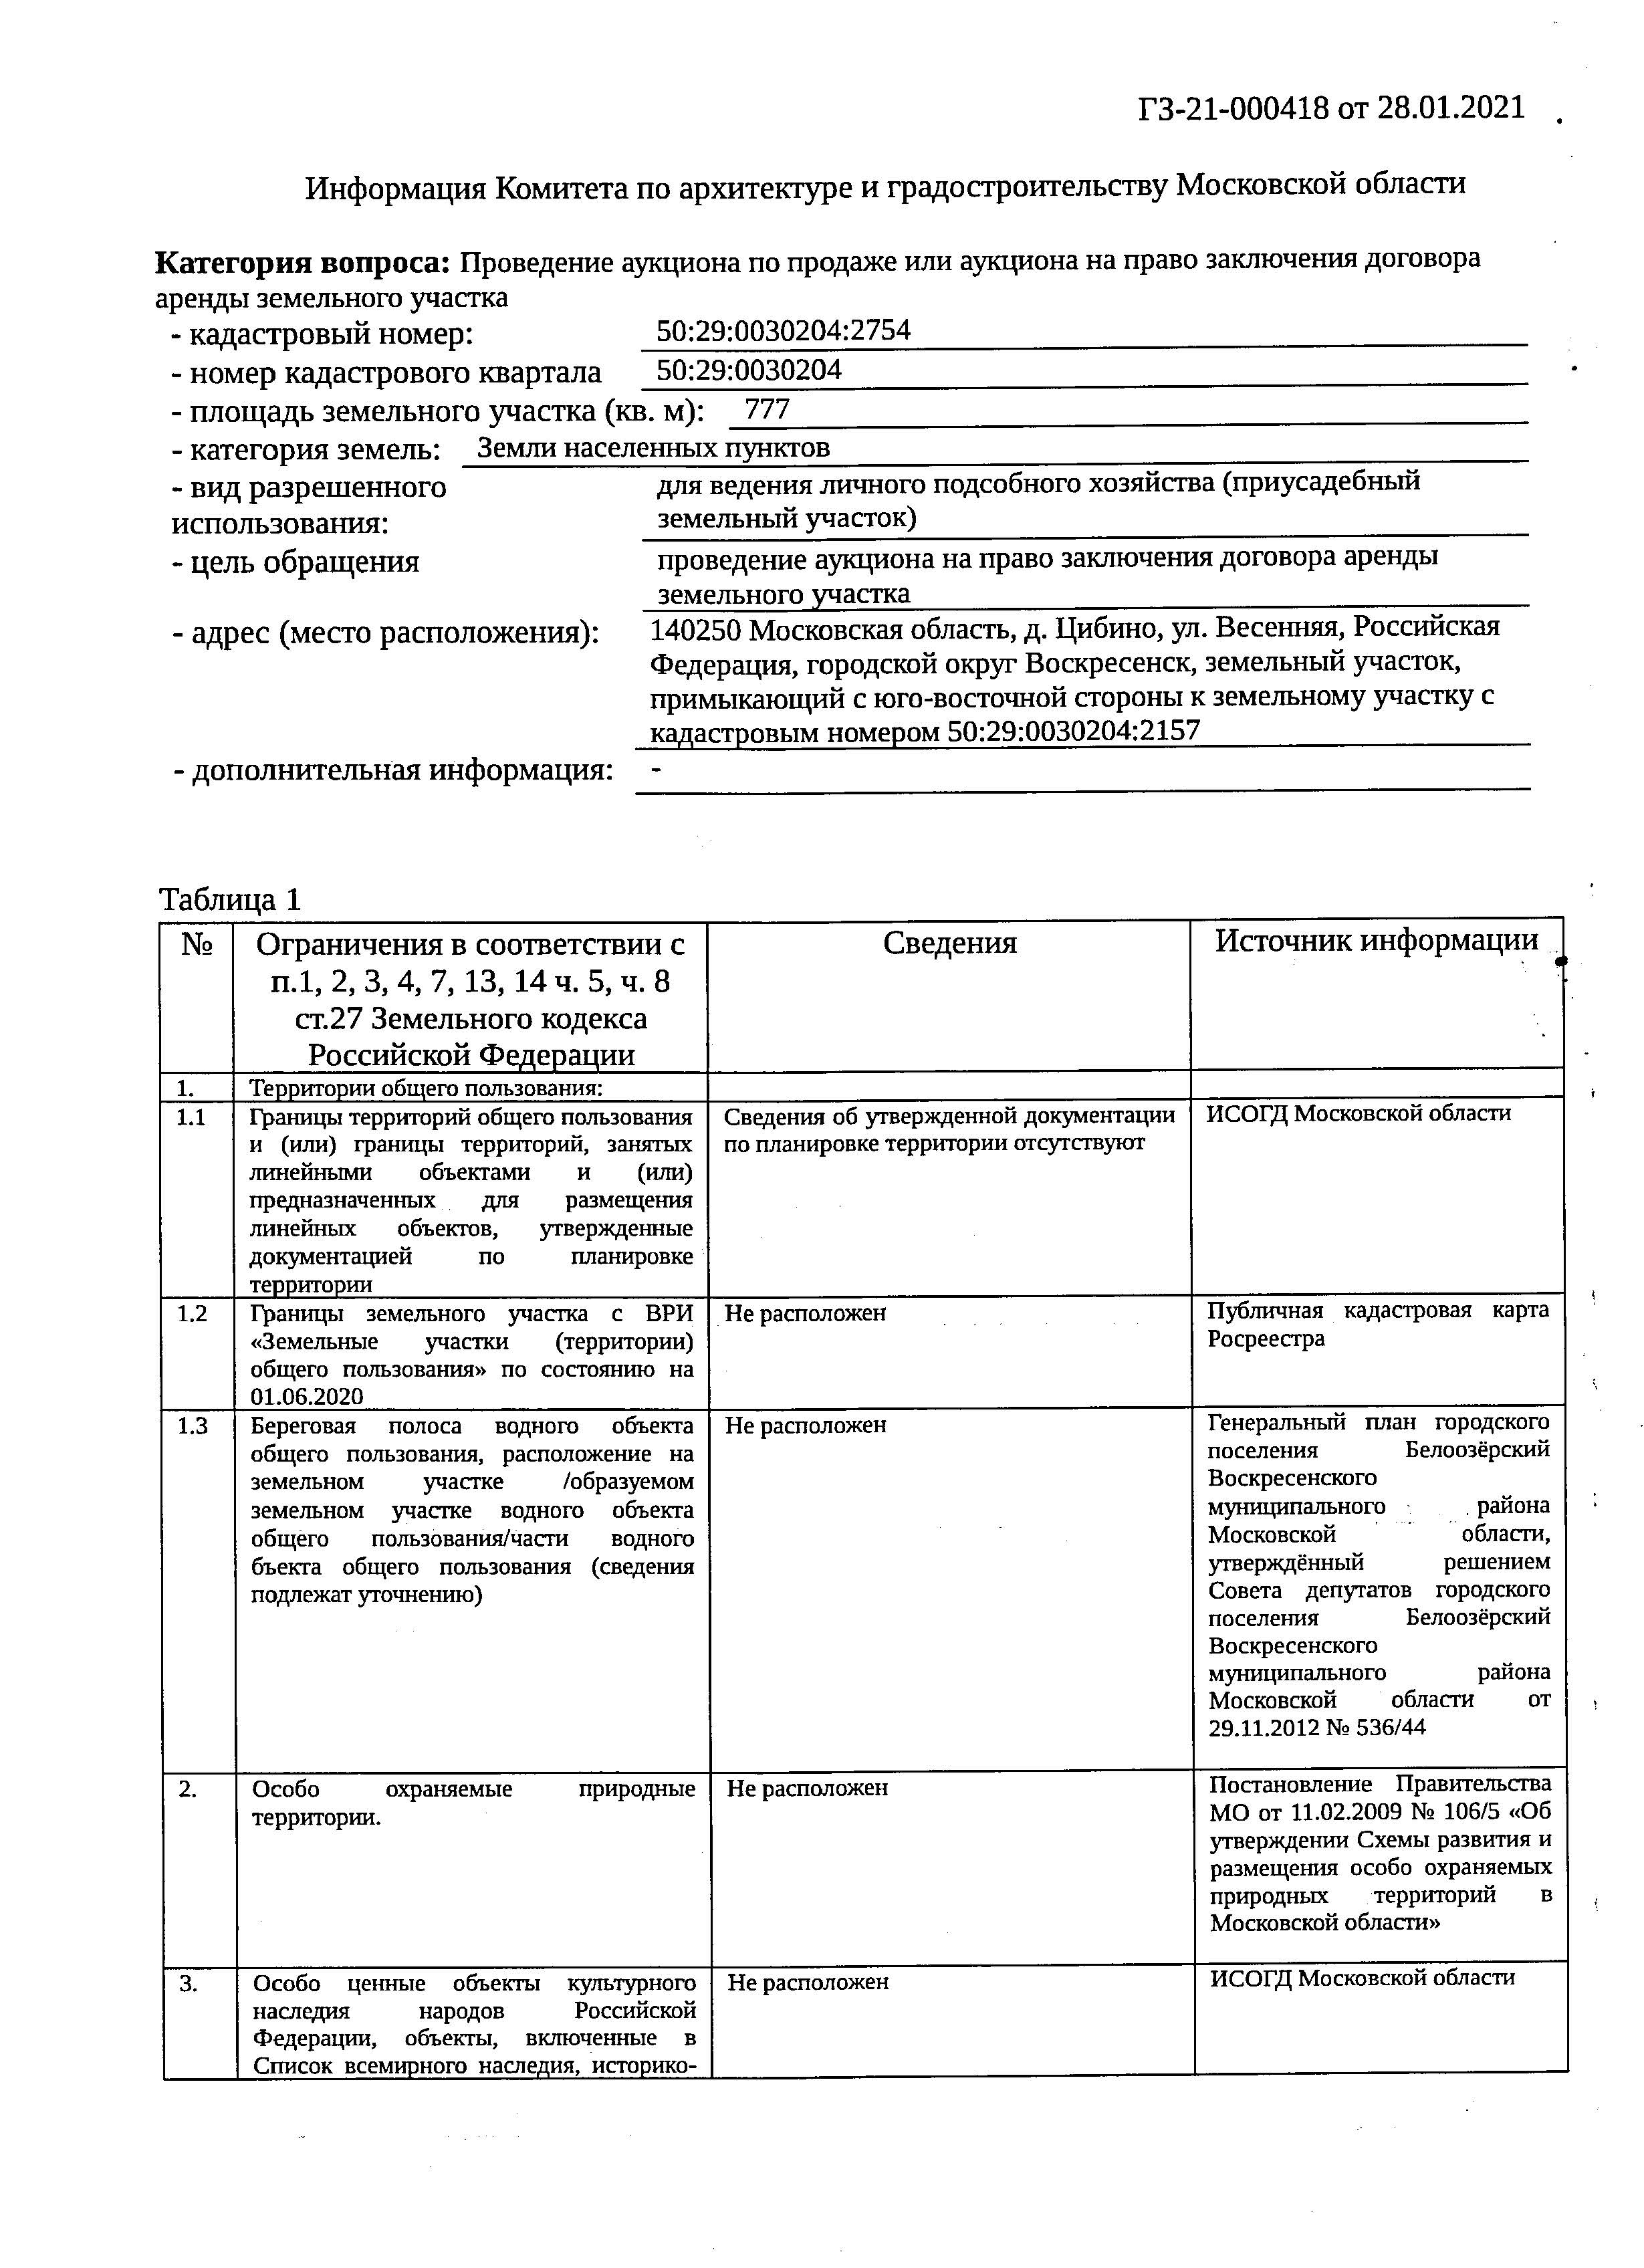 ГЗ-21-000418 от 28.01.2021
Информация Комитета по архитектуре и градостроительству Московской области
Категория вопроса: Проведение аукциона по продаже или аукциона на право заключения договора
аренды земельного участка
- кадастровый номер: 50:29:0030204:2754
- номер кадастрового квартала 50:29:0030204
- площадь земельного участка (кв. м): 777
- категория земель: Земли населенных пунктов
- вид разрешенного
использования:
для ведения личного подсобного хозяйства (приусадебный
земельный участок)
- цель обращения
проведение аукциона на право заключения договора аренды
земельного участка
- адрес (место расположения):
140250 Московская область, д. Цибино, ул. Весенняя, Российская
Федерация, городской округ Воскресенск, земельный участок,
примыкающий с юго-восточной стороны к земельному участку с
кадастровым номером 50:29:0030204:2157
- дополнительная информация: -
Таблица 1
№
Ограничения в соответствии с
п.1, 2, 3, 4, 7, 13, 14 ч. 5, ч. 8
ст.27 Земельного кодекса
Российской Федерации
Сведения
Источник информации
1.
Территории общего пользования:
1.1
Границы территорий общего пользования
и (или) границы территорий, занятых
линейными объектами и (или)
предназначенных для размещения
линейных объектов, утвержденные
документацией по планировке
территории
Сведения об утвержденной документации
по планировке территории отсутствуют
ИСОГД Московской области
1.2
Границы земельного участка с ВРИ
«Земельные участки (территории)
общего пользования» по состоянию на
01.06.2020
Не расположен
Публичная кадастровая карта
Росреестра
1.3
Береговая полоса водного объекта
общего пользования, расположение на
земельном участке /образуемом
земельном участке водного объекта
общего пользования/части водного
бъекта общего пользования (сведения
подлежат уточнению)
Не расположен
Генеральный план городского
поселения Белоозёрский
Воскресенского
муниципального района
Московской области,
утверждённый решением
Совета депутатов городского
поселения Белоозёрский
Воскресенского
муниципального района
Московской области от
29.11.2012 № 536/44
2.
Особо охраняемые природные
территории.
Не расположен
Постановление Правительства
МО от 11.02.2009 № 106/5 «Об
утверждении Схемы развития и
размещения особо охраняемых
природных территорий в
Московской области»
3.
Особо ценные объекты культурного
наследия народов Российской
Федерации, объекты, включенные в
Список всемирного наследия, историко-
Не расположен
ИСОГД Московской области